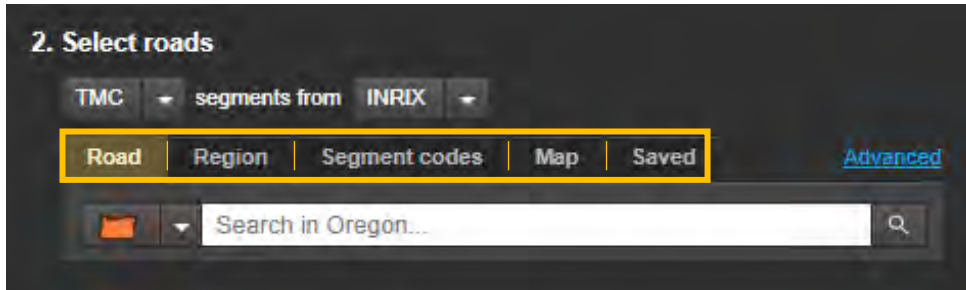 2. Select roads
TMC segments from INRIX
Road Region Segment codes Map Saved Advanced
Search in Oregon...